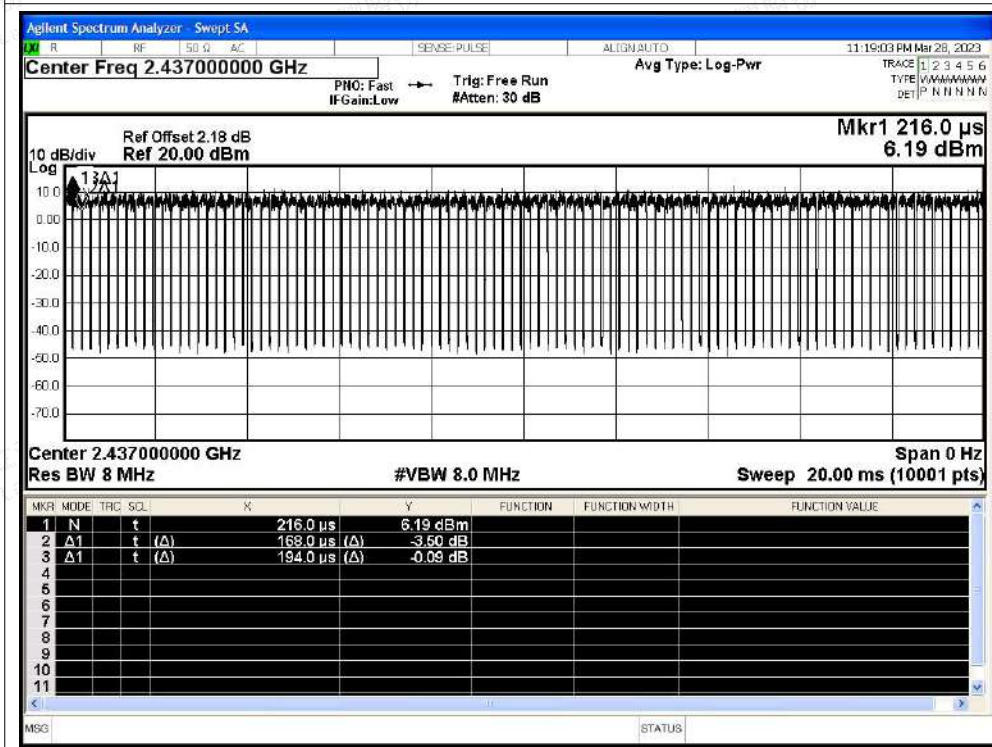 Agilent Spectrum Analyzer - Swept SA
LXI R RF 50 Ω AC SENSE:PULSE ALIGN AUTO 11:19:03 PM Mar 28, 2023
Center Freq 2.437000000 GHz Avg Type: Log-Pwr TRACE 1 2 3 4 5 6
PNO: Fast Trig: Free Run TYPE
IFGain:Low #Atten: 30 dB DET P N N N N N
Mkr1 216.0 µs
Ref Offset 2.18 dB
10 dB/div Ref 20.00 dBm 6.19 dBm
Log
10.0
0.00
-10.0
-20.0
-30.0
-40.0
-50.0
-60.0
-70.0
Center 2.437000000 GHz Span 0 Hz
Res BW 8 MHz #VBW 8.0 MHz Sweep 20.00 ms (10001 pts)
MKR MODE TRC SCL X Y FUNCTION FUNCTION WIDTH FUNCTION VALUE
1 N t 216.0 µs 6.19 dBm
2 Δ1 t (Δ) 168.0 µs (Δ) -3.50 dB
3 Δ1 t (Δ) 194.0 µs (Δ) -0.09 dB
4
5
6
7
8
9
10
11
MSG STATUS